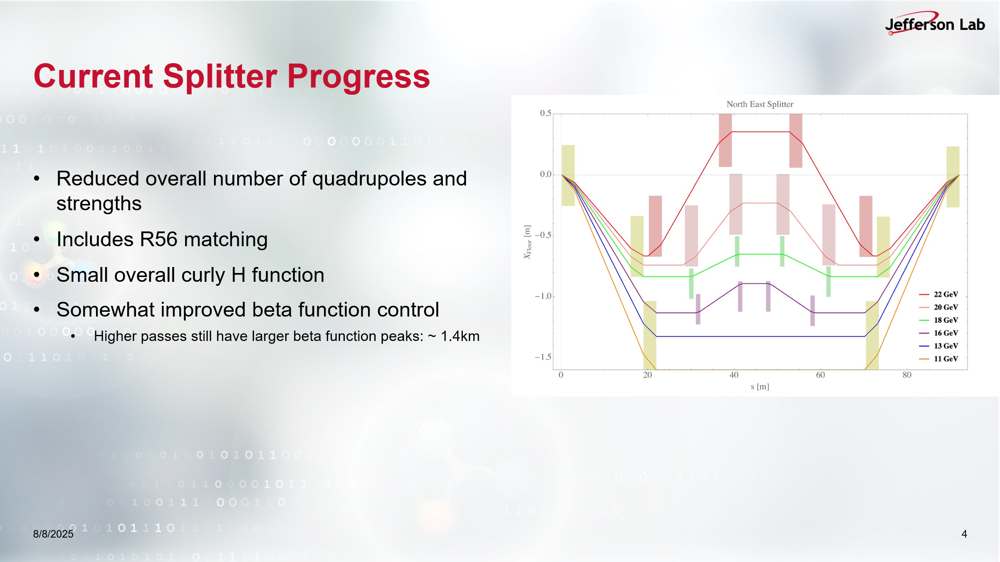 Jefferson Lab
Current Splitter Progress
• Reduced overall number of quadrupoles and
strengths
• Includes R56 matching
• Small overall curly H function
• Somewhat improved beta function control
• Higher passes still have larger beta function peaks: ~ 1.4km
North East Splitter
0.5
0.0
−0.5
−1.0
−1.5
XFloor [m]
22 GeV
20 GeV
18 GeV
16 GeV
13 GeV
11 GeV
0 20 40 60 80
s [m]
8/8/2025
4